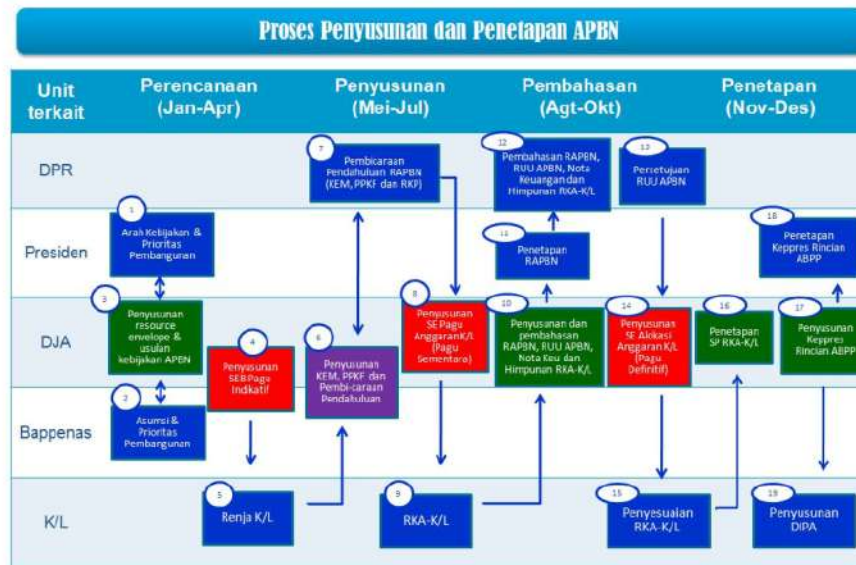 Proses Penyusunan dan Penetapan APBN
Unit
terkait
Perencanaan
(Jan-Apr)
Penyusunan
(Mei-Jul)
Pembahasan
(Agt-Okt)
Penetapan
(Nov-Des)
DPR
7
Pembicaraan
Pendahuluan RAPBN
(KEM, PPKF dan RKP)
12
Pembahasan RAPBN,
RUU APBN, Nota
Keuangan dan
Himpunan RKA-K/L
13
Persetujuan
RUU APBN
Presiden
1
Arah Kebijakan &
Prioritas
Pembangunan
11
Penetapan
RAPBN
18
Penetapan
Keppres Rincian
ABPP
DJA
3
Penyusunan
resource
envelope &
usulan
kebijakan APBN
4
Penyusunan
SEB Pagu
Indikatif
6
Penyusunan
KEM, PPKF dan
Pembi-caraan
Pendahuluan
8
Penyusunan
SE Pagu
Anggaran K/L
(Pagu
Sementara)
10
Penyusunan dan
pembahasan
RAPBN, RUU APBN,
Nota Keu dan
Himpunan RKA-K/L
14
Penyusunan
SE Alokasi
Anggaran K/L
(Pagu
Definitif)
16
Penetapan
SP RKA-K/L
17
Penyusunan
Keppres
Rincian ABPP
Bappenas
2
Asumsi &
Prioritas
Pembangunan
K/L
5
Renja K/L
9
RKA-K/L
15
Penyesuaian
RKA-K/L
19
Penyusunan
DIPA